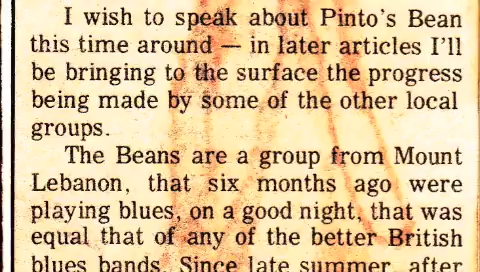 I wish to speak about Pinto's Bean
this time around — in later articles I'll
be bringing to the surface the progress
being made by some of the other local
groups.
The Beans are a group from Mount
Lebanon, that six months ago were
playing blues, on a good night, that was
equal that of any of the better British
blues bands. Since late summer, after